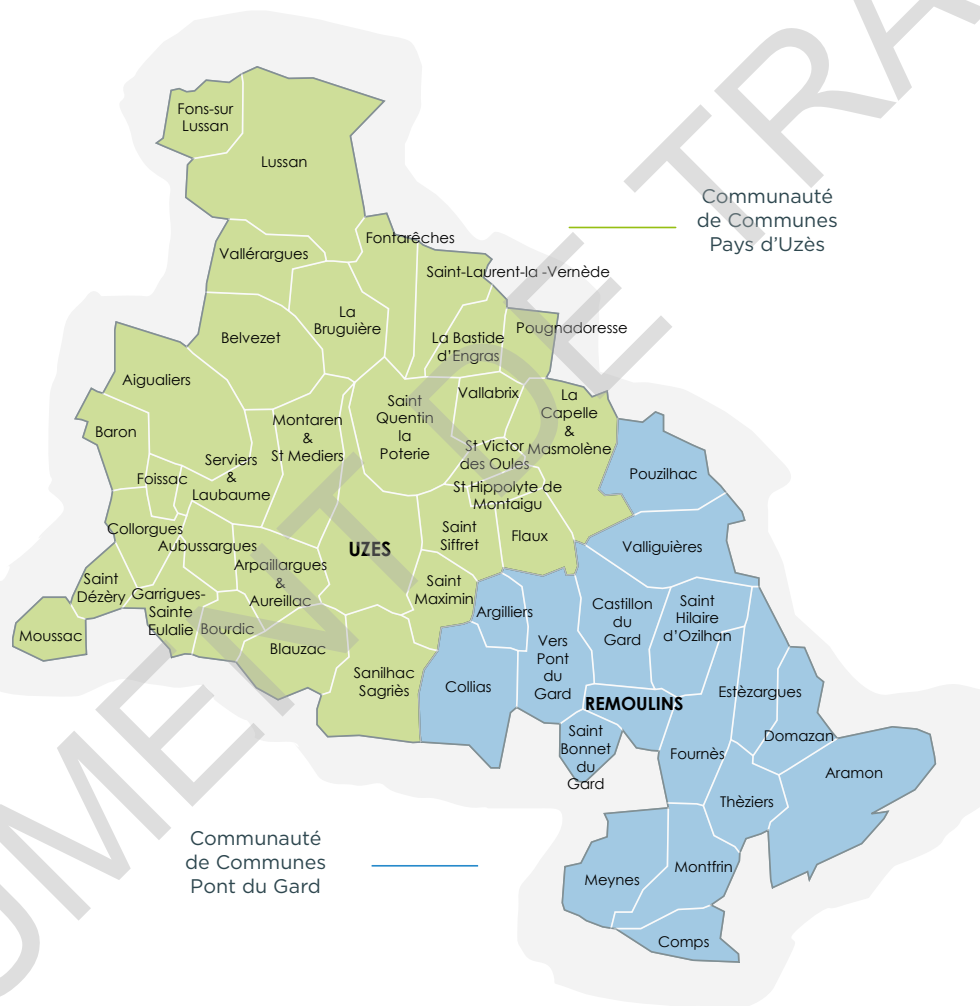 Fons-sur
Lussan
Lussan
Communauté
de Communes
Pays d'Uzès
Fontarêches
Vallérargues
Saint-Laurent-la -Vernède
La
Bruguière
Pougnadoresse
Belvezet
La Bastide
d'Engras
Aigualiers
Vallabrix
La
Capelle
&
Masmolène
Saint
Quentin
la
Poterie
Montaren
&
St Mediers
Baron
St Victor
des Oules
Serviers
&
Laubaume
Pouzilhac
Foissac
St Hippolyte de
Montaigu
Collorgues
Saint
Siffret
Flaux
Aubussargues
UZES
Valliguières
Arpaillargues
&
Aureillac
Saint
Dézèry
Saint
Maximin
Garrigues-
Sainte
Eulalie
Castillon
du
Gard
Saint
Hilaire
d'Ozilhan
Argilliers
Moussac
Bourdic
Blauzac
Vers
Pont
du
Gard
Sanilhac
Sagriès
Collias
Estèzargues
REMOULINS
Saint
Bonnet
du
Gard
Domazan
Fournès
Aramon
Thèziers
Communauté
de Communes
Pont du Gard
Montfrin
Meynes
Comps
UMENT DE TRA